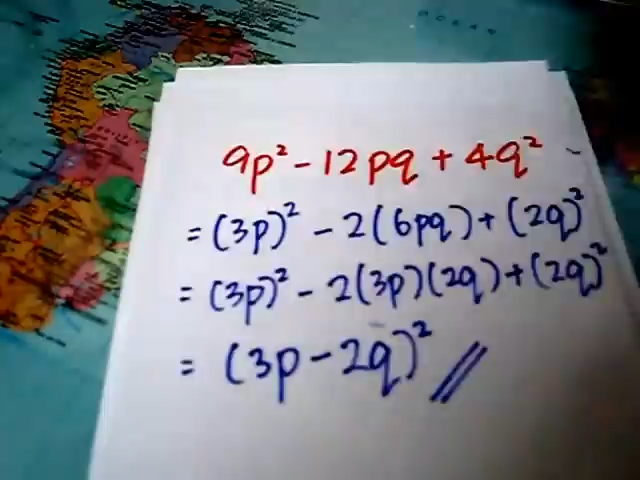 OCEAN
9p² - 12pq + 4q²
= (3p)² - 2(6pq) + (2q)²
= (3p)² - 2(3p)(2q) + (2q)²
= (3p - 2q)² //